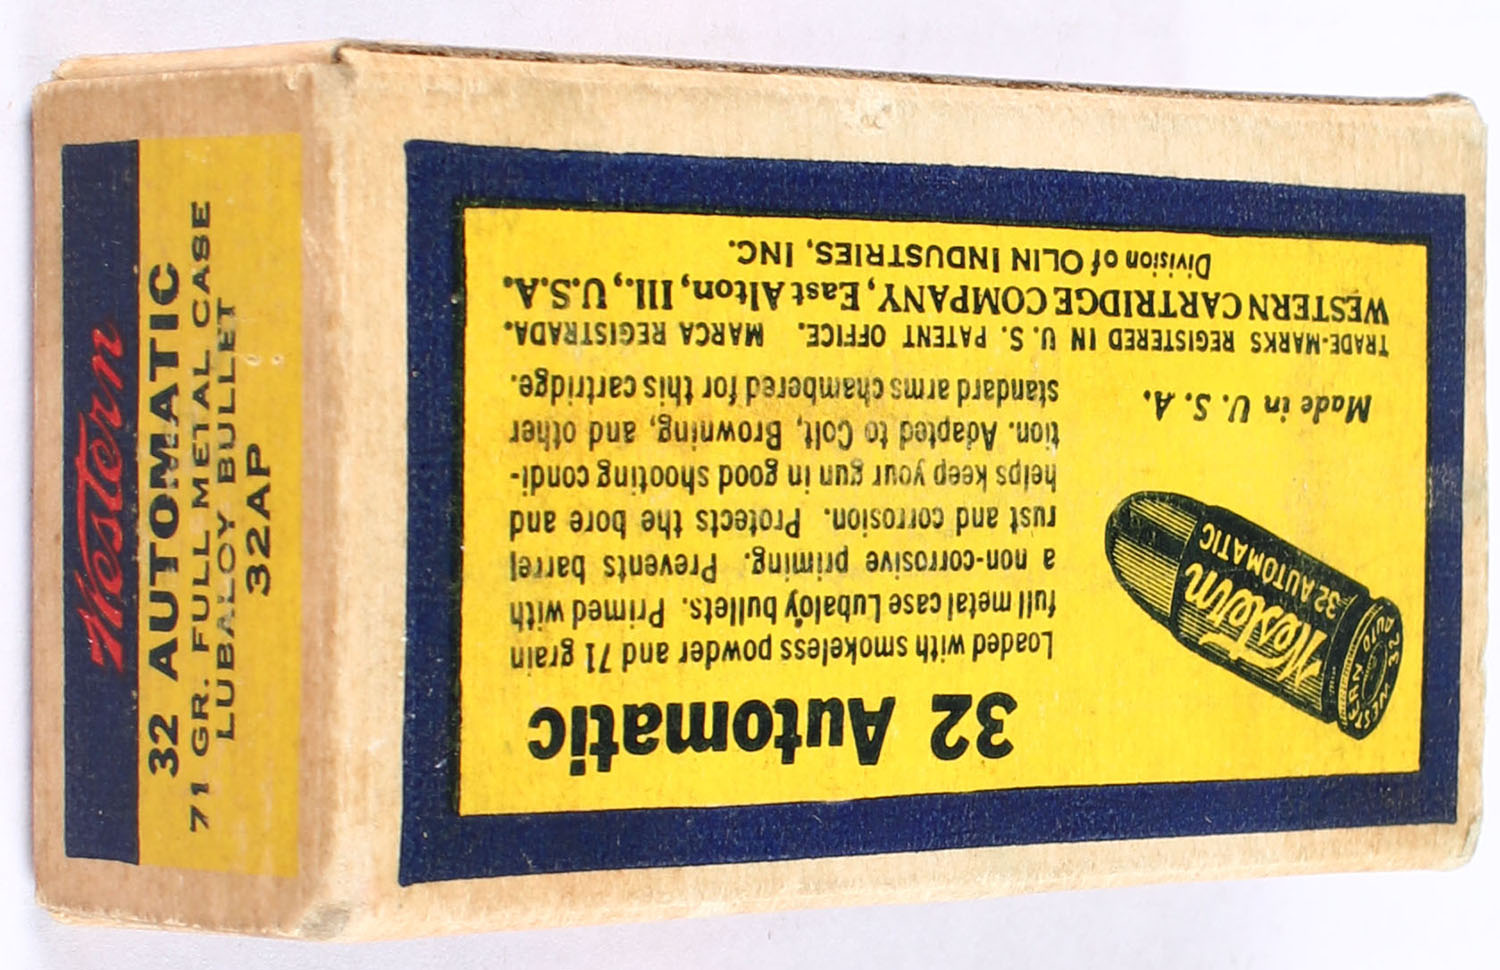 Western
32 AUTOMATIC
71 GR. FULL METAL CASE
LUBALOY BULLET
32AP
32 Automatic
Loaded with smokeless powder and 71 grain
full metal case Lubaloy bullets. Primed with
a non-corrosive priming. Prevents barrel
rust and corrosion. Protects the bore and
helps keep your gun in good shooting condi-
tion. Adapted to Colt, Browning, and other
standard arms chambered for this cartridge.
Western
32 AUTOMATIC
WESTERN 32 AUTO
Made in U. S. A.
TRADE-MARKS REGISTERED IN U. S. PATENT OFFICE. MARCA REGISTRADA.
WESTERN CARTRIDGE COMPANY, East Alton, Ill., U.S.A.
Division of OLIN INDUSTRIES, INC.